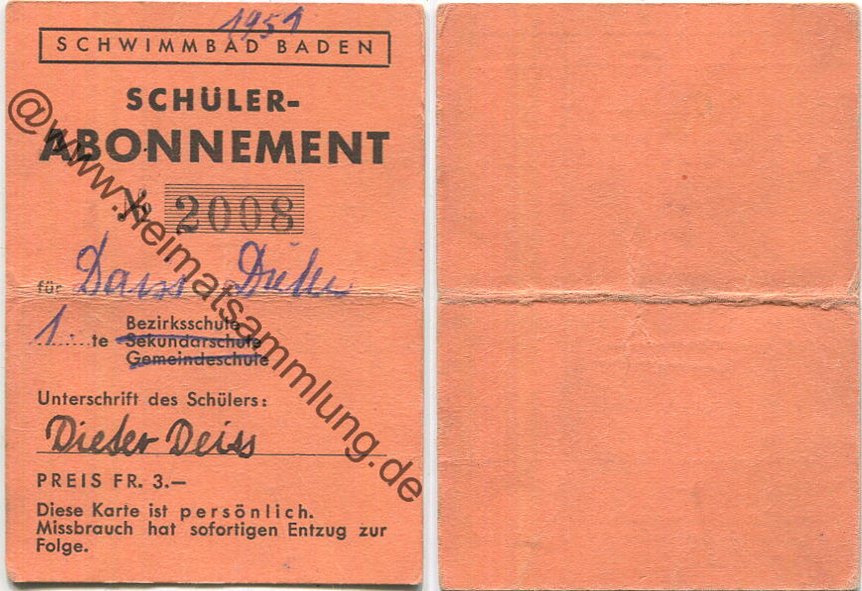 1951
SCHWIMMBAD BADEN
SCHÜLER-
ABONNEMENT
№ 2008
für Deiss Dieter
1. te Bezirksschule
Sekundarschule
Gemeindeschule
Unterschrift des Schülers:
Dieter Deiss
PREIS FR. 3.—
Diese Karte ist persönlich.
Missbrauch hat sofortigen Entzug zur
Folge.
@www.heimatsammlung.de